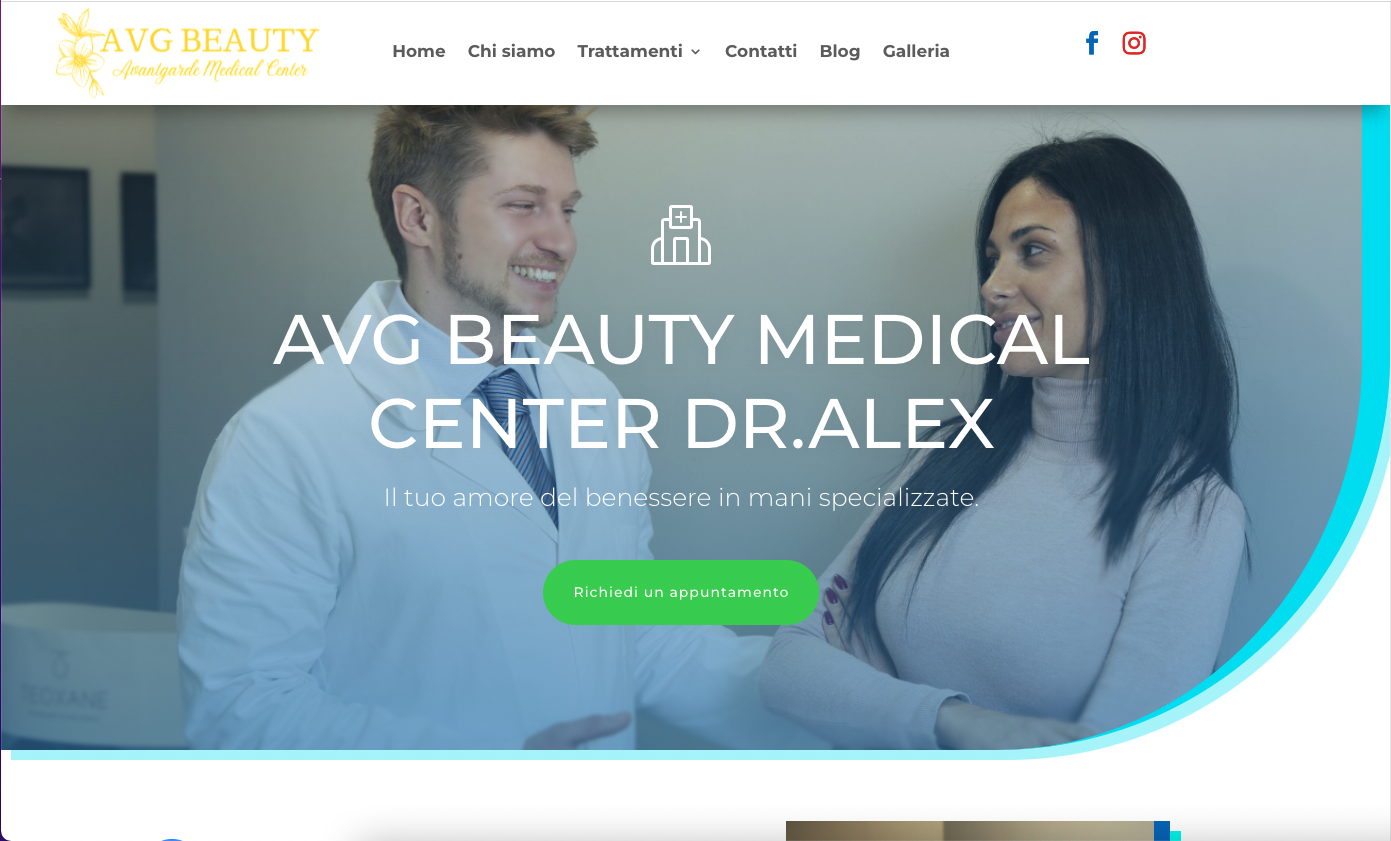 AVG BEAUTY
Avantgarde Medical Center
Home Chi siamo Trattamenti Contatti Blog Galleria
AVG BEAUTY MEDICAL
CENTER DR.ALEX
Il tuo amore del benessere in mani specializzate.
Richiedi un appuntamento
TEOXANE